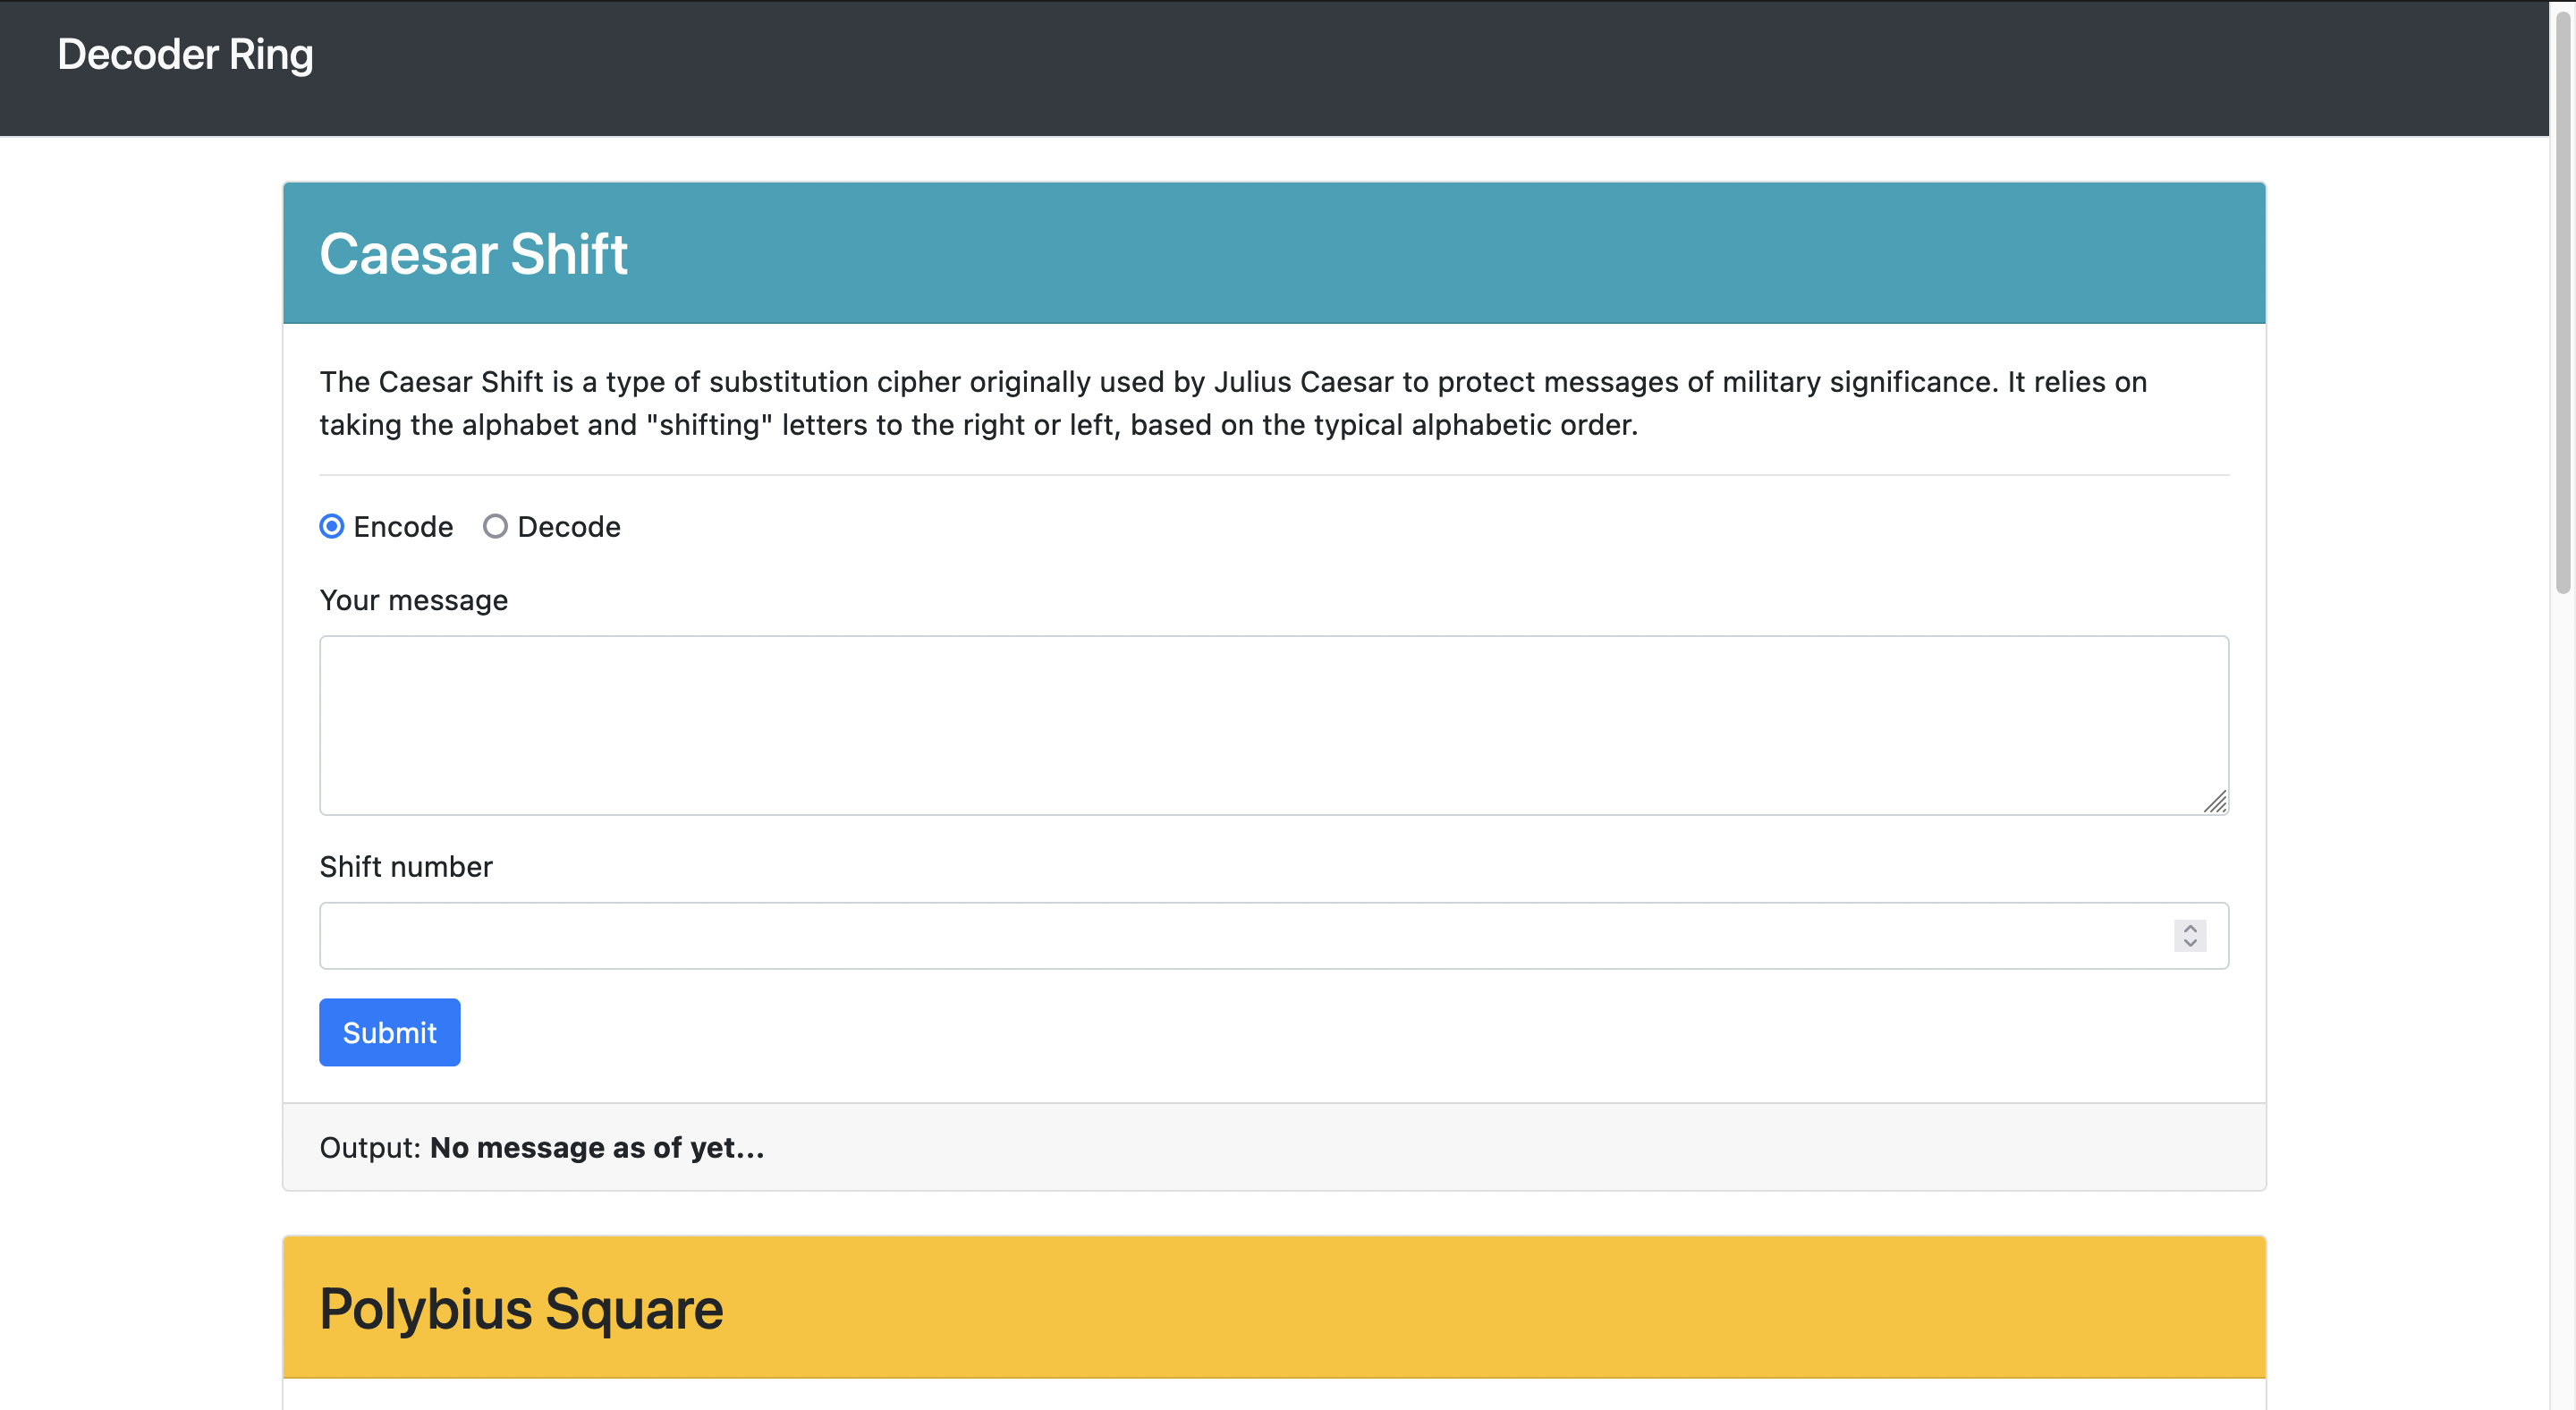 Decoder Ring
Caesar Shift
The Caesar Shift is a type of substitution cipher originally used by Julius Caesar to protect messages of military significance. It relies on
taking the alphabet and "shifting" letters to the right or left, based on the typical alphabetic order.
Encode Decode
Your message
Shift number
Submit
Output: No message as of yet...
Polybius Square